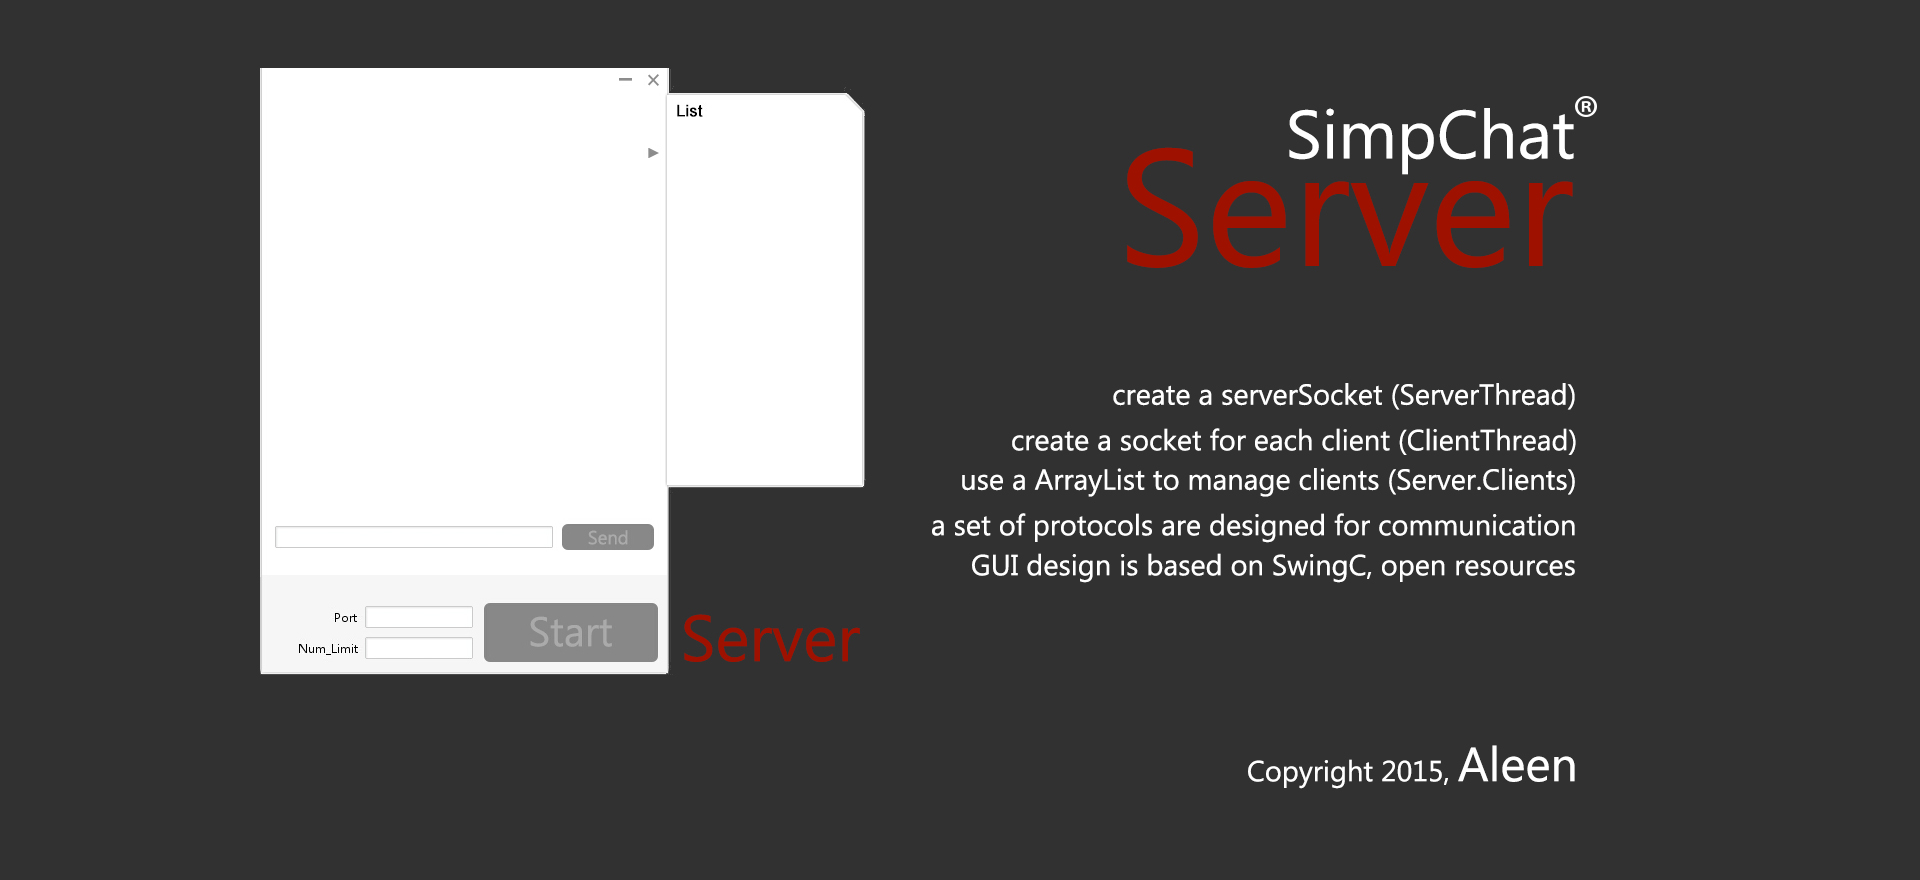 List
Send
Port
Num_Limit
Start
Server
SimpChat®
Server
create a serverSocket (ServerThread)
create a socket for each client (ClientThread)
use a ArrayList to manage clients (Server.Clients)
a set of protocols are designed for communication
GUI design is based on SwingC, open resources
Copyright 2015, Aleen